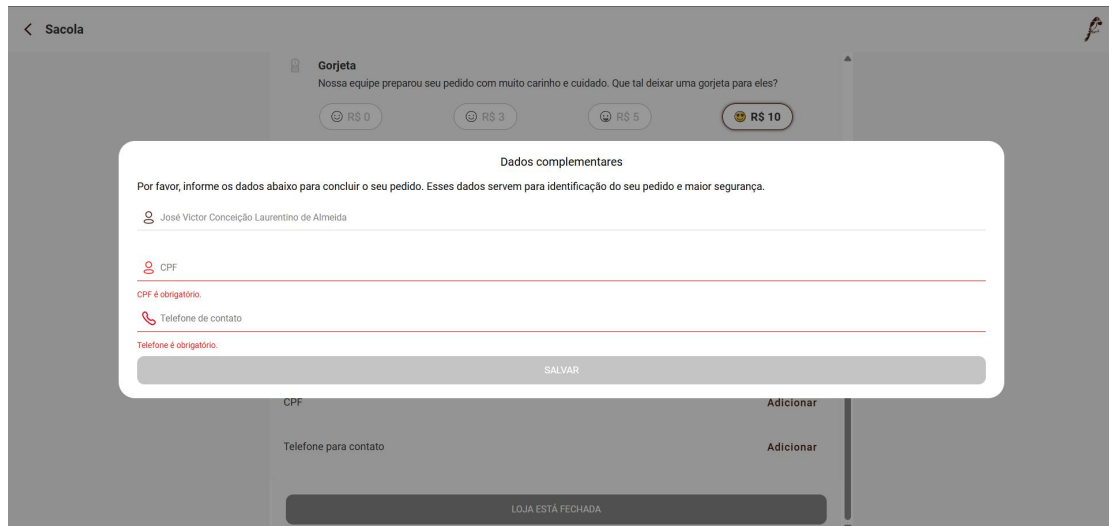 Sacola
Gorjeta
Nossa equipe preparou seu pedido com muito carinho e cuidado. Que tal deixar uma gorjeta para eles?
R$ 0
R$ 3
R$ 5
R$ 10
Dados complementares
Por favor, informe os dados abaixo para concluir o seu pedido. Esses dados servem para identificação do seu pedido e maior segurança.
José Victor Conceição Laurentino de Almeida
CPF
CPF é obrigatório.
Telefone de contato
Telefone é obrigatório.
SALVAR
CPF Adicionar
Telefone para contato Adicionar
LOJA ESTÁ FECHADA